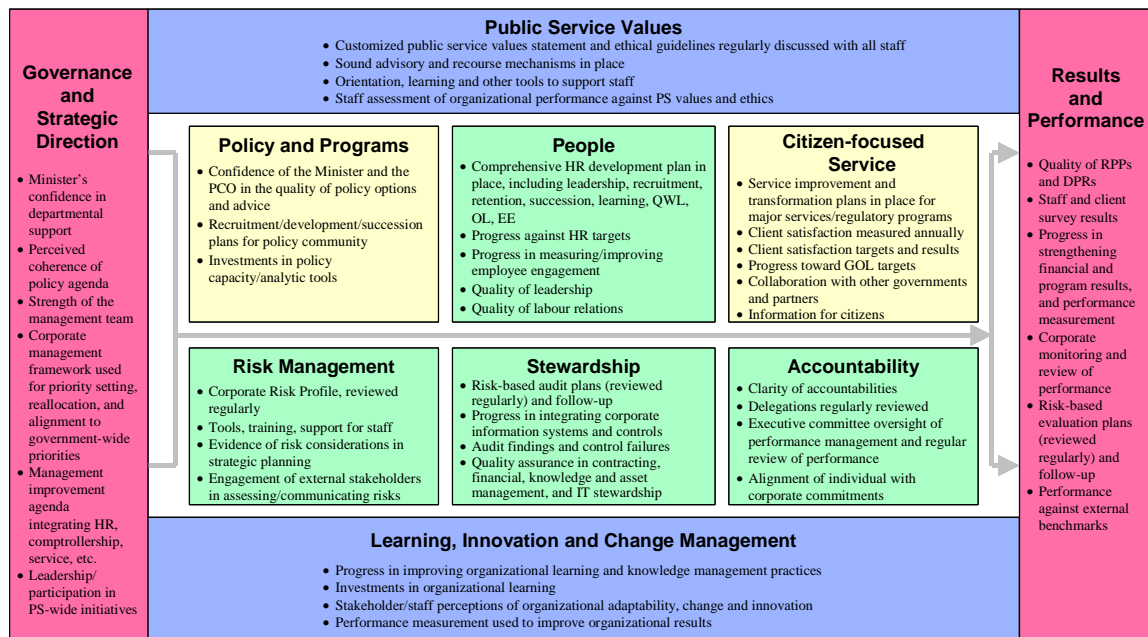 Public Service Values
• Customized public service values statement and ethical guidelines regularly discussed with all staff
• Sound advisory and recourse mechanisms in place
• Orientation, learning and other tools to support staff
• Staff assessment of organizational performance against PS values and ethics
Governance
and
Strategic
Direction
• Minister's
confidence in
departmental
support
• Perceived
coherence of
policy agenda
• Strength of the
management team
• Corporate
management
framework used
for priority setting,
reallocation, and
alignment to
government-wide
priorities
• Management
improvement
agenda
integrating HR,
comptrollership,
service, etc.
• Leadership/
participation in
PS-wide initiatives
Policy and Programs
• Confidence of the Minister and the
PCO in the quality of policy options
and advice
• Recruitment/development/succession
plans for policy community
• Investments in policy
capacity/analytic tools
People
• Comprehensive HR development plan in
place, including leadership, recruitment,
retention, succession, learning, QWL,
OL, EE
• Progress against HR targets
• Progress in measuring/improving
employee engagement
• Quality of leadership
• Quality of labour relations
Citizen-focused
Service
• Service improvement and
transformation plans in place for
major services/regulatory programs
• Client satisfaction measured annually
• Client satisfaction targets and results
• Progress toward GOL targets
• Collaboration with other governments
and partners
• Information for citizens
Risk Management
• Corporate Risk Profile, reviewed
regularly
• Tools, training, support for staff
• Evidence of risk considerations in
strategic planning
• Engagement of external stakeholders
in assessing/communicating risks
Stewardship
• Risk-based audit plans (reviewed
regularly) and follow-up
• Progress in integrating corporate
information systems and controls
• Audit findings and control failures
• Quality assurance in contracting,
financial, knowledge and asset
management, and IT stewardship
Accountability
• Clarity of accountabilities
• Delegations regularly reviewed
• Executive committee oversight of
performance management and regular
review of performance
• Alignment of individual with
corporate commitments
Results
and
Performance
• Quality of RPPs
and DPRs
• Staff and client
survey results
• Progress in
strengthening
financial and
program results,
and performance
measurement
• Corporate
monitoring and
review of
performance
• Risk-based
evaluation plans
(reviewed
regularly) and
follow-up
• Performance
against external
benchmarks
Learning, Innovation and Change Management
• Progress in improving organizational learning and knowledge management practices
• Investments in organizational learning
• Stakeholder/staff perceptions of organizational adaptability, change and innovation
• Performance measurement used to improve organizational results